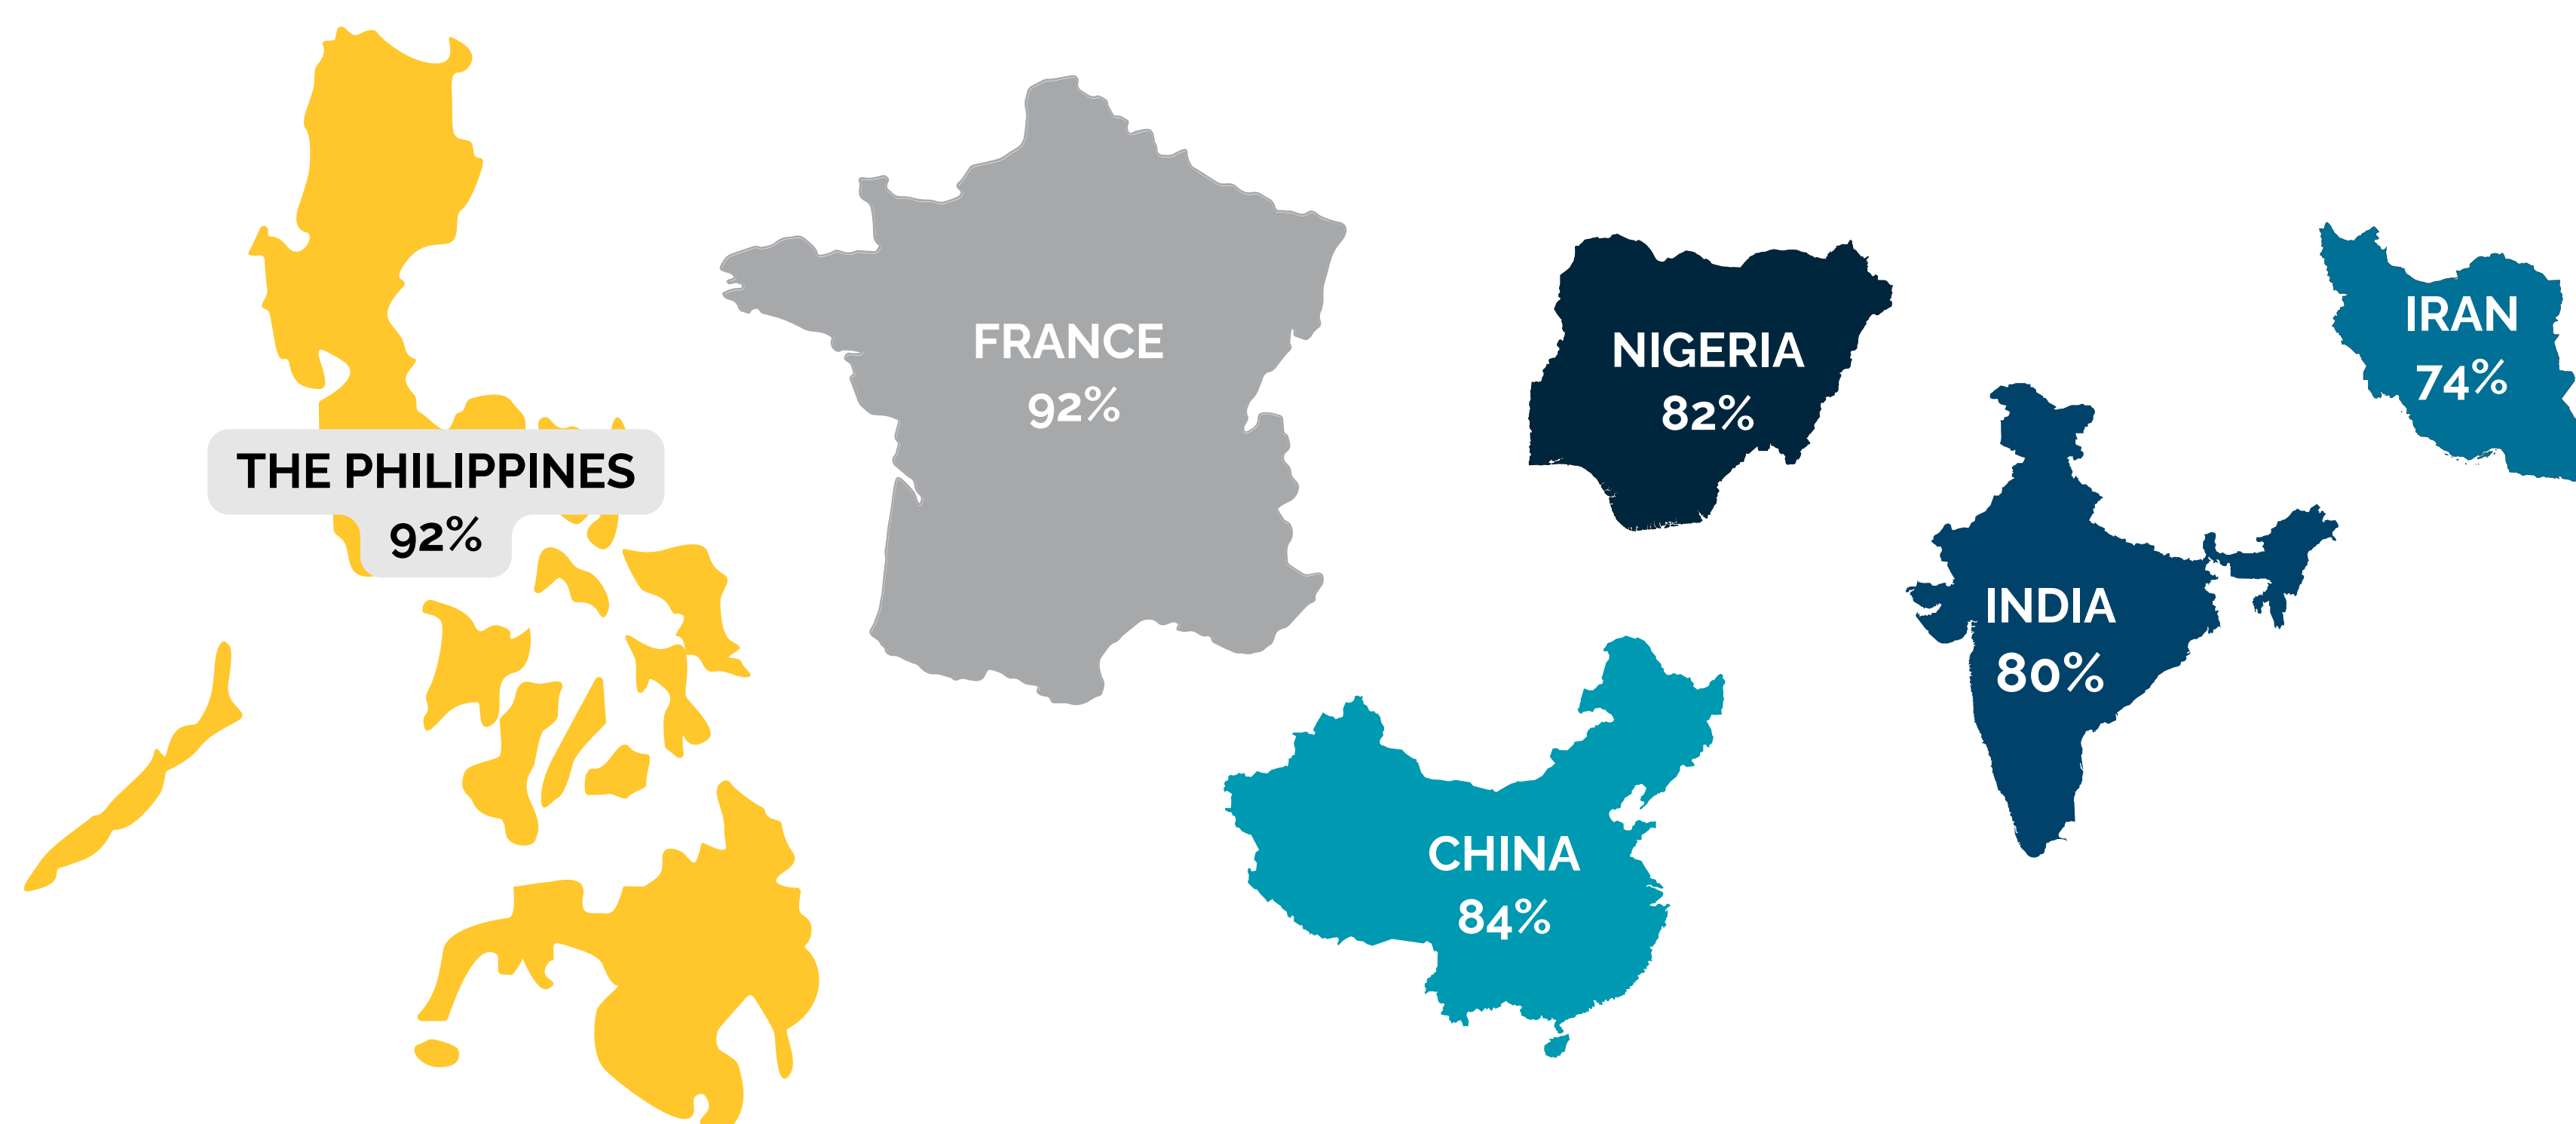 THE PHILIPPINES
92%
FRANCE
92%
NIGERIA
82%
CHINA
84%
INDIA
80%
IRAN
74%